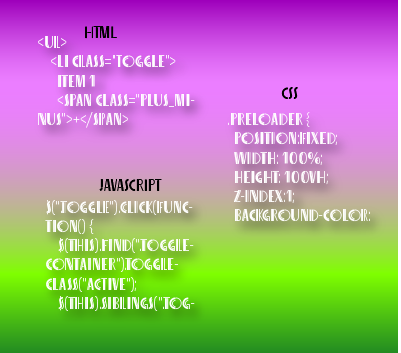 HTML
<UL>
<LI CLASS="TOGGLE">
ITEM 1
<SPAN CLASS="PLUS_MI-
NUS">+</SPAN>
CSS
.PRELOADER {
POSITION:FIXED;
WIDTH: 100%;
HEIGHT: 100VH;
Z-INDEX:1;
BACKGROUND-COLOR:
JAVASCRIPT
$(".TOGGLE").CLICK(FUNC-
TION() {
$(THIS).FIND(".TOGGLE-
CONTAINER").TOGGLE-
CLASS("ACTIVE");
$(THIS).SIBILINGS(".TOG-